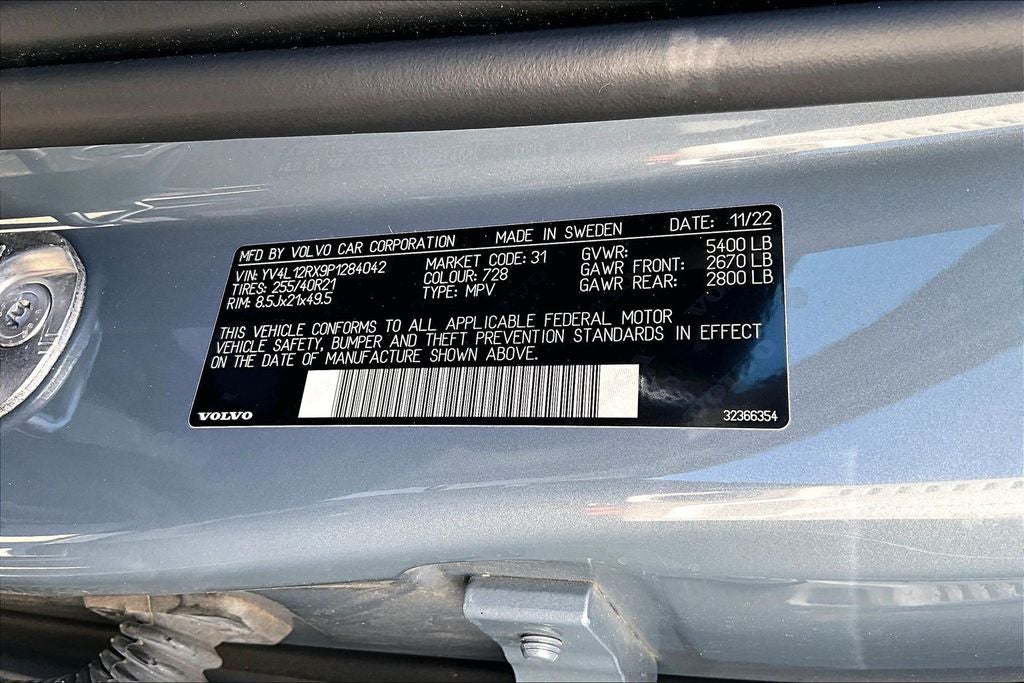 MFD BY VOLVO CAR CORPORATION MADE IN SWEDEN DATE: 11/22
VIN: YV4L12RX9P1284042 MARKET CODE: 31 GVWR: 5400 LB
TIRES: 255/40R21 COLOUR: 728 GAWR FRONT: 2670 LB
RIM: 8.5Jx21x49.5 TYPE: MPV GAWR REAR: 2800 LB
THIS VEHICLE CONFORMS TO ALL APPLICABLE FEDERAL MOTOR
VEHICLE SAFETY, BUMPER AND THEFT PREVENTION STANDARDS IN EFFECT
ON THE DATE OF MANUFACTURE SHOWN ABOVE.
VOLVO 32366354